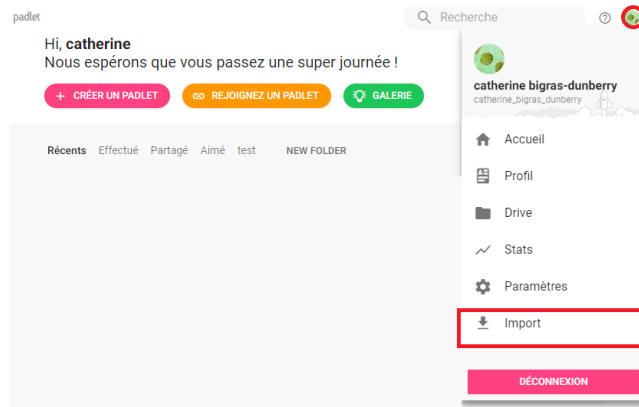 padlet
Recherche
Hi, catherine
Nous espérons que vous passez une super journée !
+ CRÉER UN PADLET
REJOIGNEZ UN PADLET
GALERIE
Récents Effectué Partagé Aimé test NEW FOLDER
catherine bigras-dunberry
catherine_bigras_dunberry
Accueil
Profil
Drive
Stats
Paramètres
Import
DÉCONNEXION